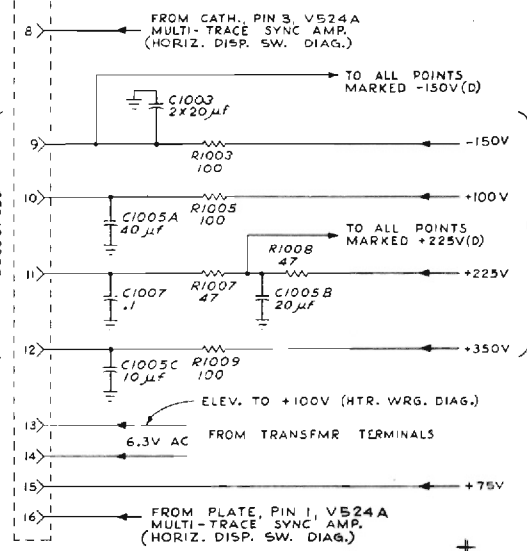 8
FROM CATH., PIN 3, V524A
MULTI-TRACE SYNC AMP.
(HORIZ. DISP. SW. DIAG.)
TO ALL POINTS
MARKED -150V(D)
C1003
2X20µf
9
-150V
R1003
100
10
+100V
C1005A
40µf
R1005
100
TO ALL POINTS
MARKED +225V(D)
R1008
47
11
+225V
C1007
.1
R1007
47
C1005B
20µf
12
+350V
C1005C
10µf
R1009
100
ELEV. TO +100V (HTR. WRG. DIAG.)
13
6.3V AC
FROM TRANSFMR TERMINALS
14
15
+75V
16
FROM PLATE, PIN 1, V524A
MULTI-TRACE SYNC AMP.
(HORIZ. DISP. SW. DIAG.)